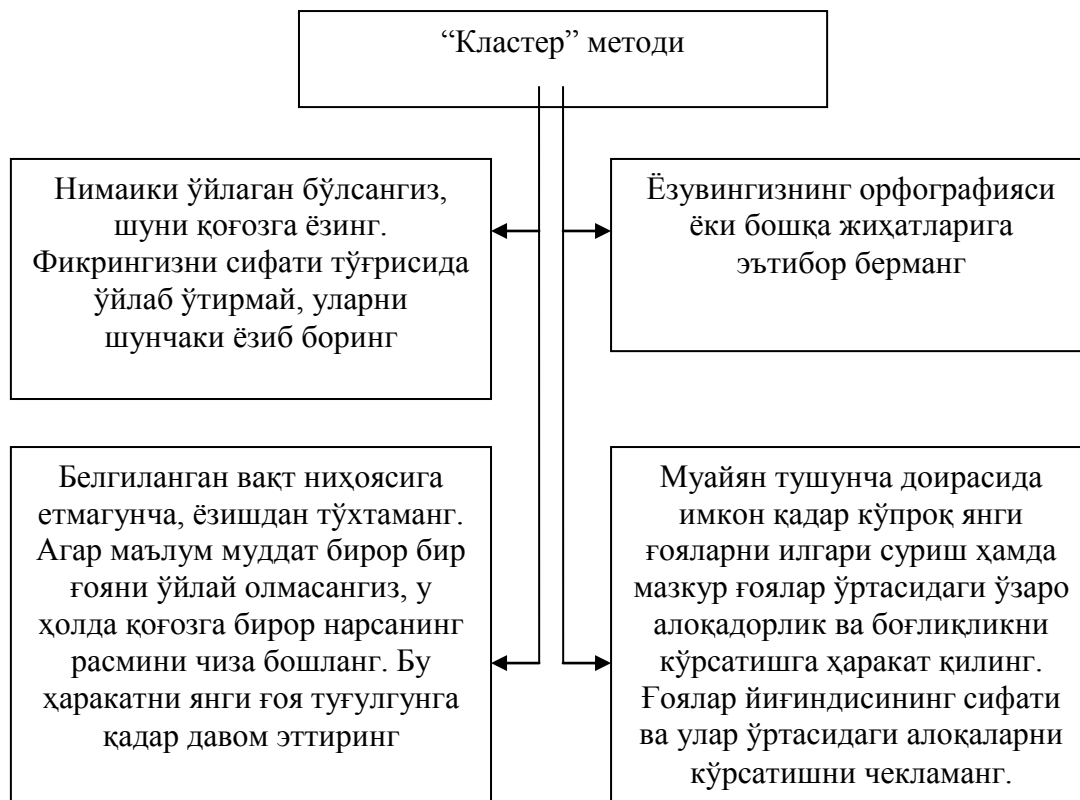 “Кластер” методи
Нимаики ўйлаган бўлсангиз,
шуни қоғозга ёзинг.
Фикрингизни сифати тўғрисида
ўйлаб ўтирмай, уларни
шунчаки ёзиб боринг
Ёзувингизнинг орфографияси
ёки бошқа жиҳатларига
эътибор берманг
Белгиланган вақт ниҳоясига
етмагунча, ёзишдан тўхтаманг.
Агар маълум муддат бирор бир
ғояни ўйлай олмасангиз, у
ҳолда қоғозга бирор нарсанинг
расмини чиза бошланг. Бу
ҳаракатни янги ғоя туғулгунга
қадар давом эттиринг
Муайян тушунча доирасида
имкон қадар кўпроқ янги
ғояларни илгари суриш ҳамда
мазкур ғоялар ўртасидаги ўзаро
алоқадорлик ва боғлиқликни
кўрсатишга ҳаракат қилинг.
Ғоялар йиғиндисининг сифати
ва улар ўртасидаги алоқаларни
кўрсатишни чекламанг.